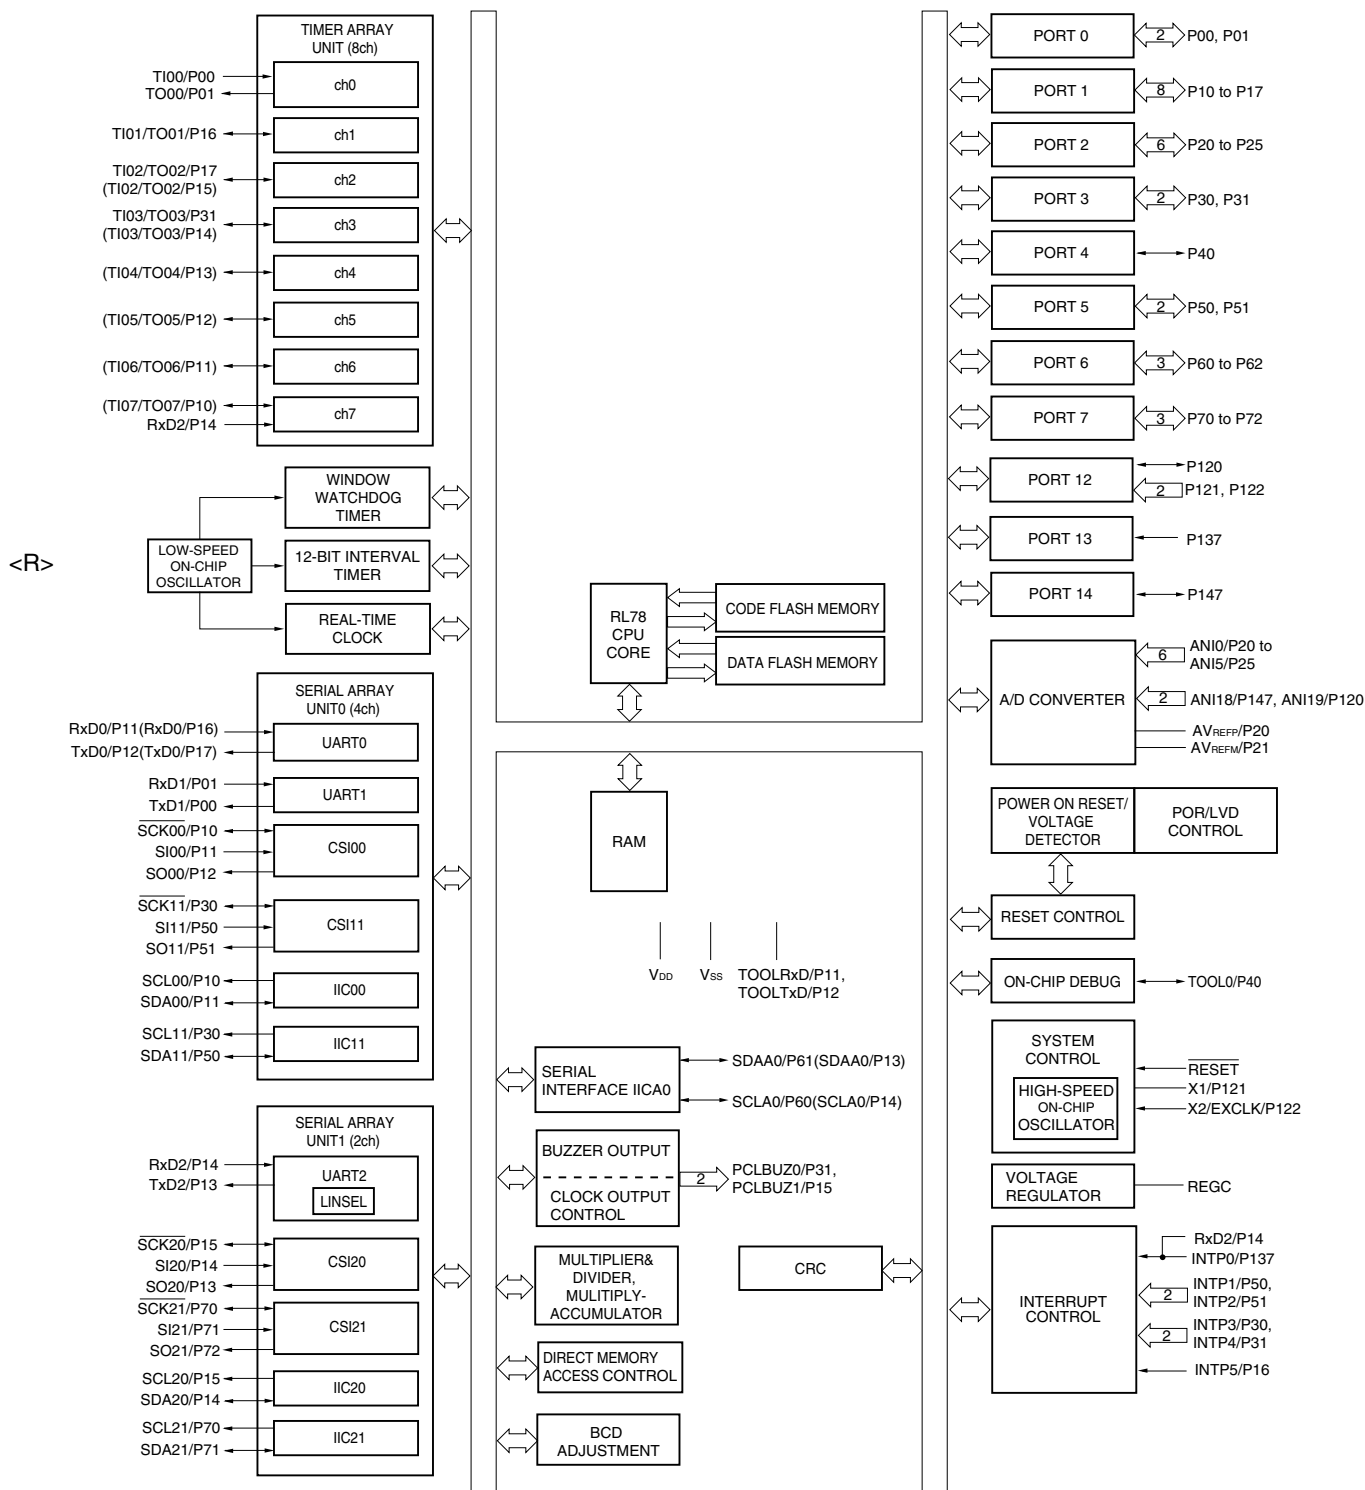 TIMER ARRAY
UNIT (8ch)
TI00/P00
TO00/P01
ch0
TI01/TO01/P16
ch1
TI02/TO02/P17
(TI02/TO02/P15)
ch2
TI03/TO03/P31
(TI03/TO03/P14)
ch3
(TI04/TO04/P13)
ch4
(TI05/TO05/P12)
ch5
(TI06/TO06/P11)
ch6
(TI07/TO07/P10)
RxD2/P14
ch7
<R>
LOW-SPEED
ON-CHIP
OSCILLATOR
WINDOW
WATCHDOG
TIMER
12-BIT INTERVAL
TIMER
REAL-TIME
CLOCK
SERIAL ARRAY
UNIT0 (4ch)
RxD0/P11(RxD0/P16)
TxD0/P12(TxD0/P17)
UART0
RxD1/P01
TxD1/P00
UART1
SCK00/P10
SI00/P11
SO00/P12
CSI00
SCK11/P30
SI11/P50
SO11/P51
CSI11
SCL00/P10
SDA00/P11
IIC00
SCL11/P30
SDA11/P50
IIC11
SERIAL ARRAY
UNIT1 (2ch)
RxD2/P14
TxD2/P13
UART2
LINSEL
SCK20/P15
SI20/P14
SO20/P13
CSI20
SCK21/P70
SI21/P71
SO21/P72
CSI21
SCL20/P15
SDA20/P14
IIC20
SCL21/P70
SDA21/P71
IIC21
RL78
CPU
CORE
CODE FLASH MEMORY
DATA FLASH MEMORY
RAM
VDD
VSS
TOOLRxD/P11,
TOOLTxD/P12
SERIAL
INTERFACE IICA0
SDAA0/P61(SDAA0/P13)
SCLA0/P60(SCLA0/P14)
BUZZER OUTPUT
CLOCK OUTPUT
CONTROL
2
PCLBUZ0/P31,
PCLBUZ1/P15
MULTIPLIER&
DIVIDER,
MULITIPLY-
ACCUMULATOR
CRC
DIRECT MEMORY
ACCESS CONTROL
BCD
ADJUSTMENT
PORT 0
2
P00, P01
PORT 1
8
P10 to P17
PORT 2
6
P20 to P25
PORT 3
2
P30, P31
PORT 4
P40
PORT 5
2
P50, P51
PORT 6
3
P60 to P62
PORT 7
3
P70 to P72
PORT 12
P120
2
P121, P122
PORT 13
P137
PORT 14
P147
A/D CONVERTER
6
ANI0/P20 to
ANI5/P25
2
ANI18/P147, ANI19/P120
AVREFP/P20
AVREFM/P21
POWER ON RESET/
VOLTAGE
DETECTOR
POR/LVD
CONTROL
RESET CONTROL
ON-CHIP DEBUG
TOOL0/P40
SYSTEM
CONTROL
HIGH-SPEED
ON-CHIP
OSCILLATOR
RESET
X1/P121
X2/EXCLK/P122
VOLTAGE
REGULATOR
REGC
INTERRUPT
CONTROL
RxD2/P14
INTP0/P137
2
INTP1/P50,
INTP2/P51
2
INTP3/P30,
INTP4/P31
INTP5/P16